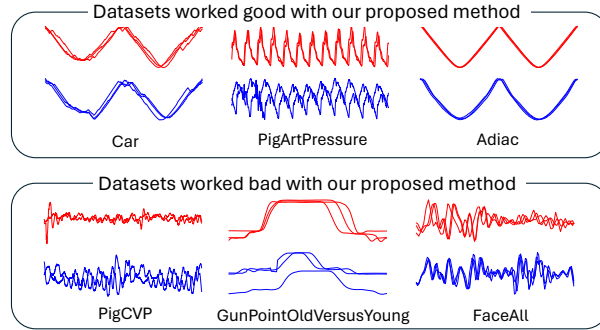 Datasets worked good with our proposed method
Car
PigArtPressure
Adiac
Datasets worked bad with our proposed method
PigCVP
GunPointOldVersusYoung
FaceAll